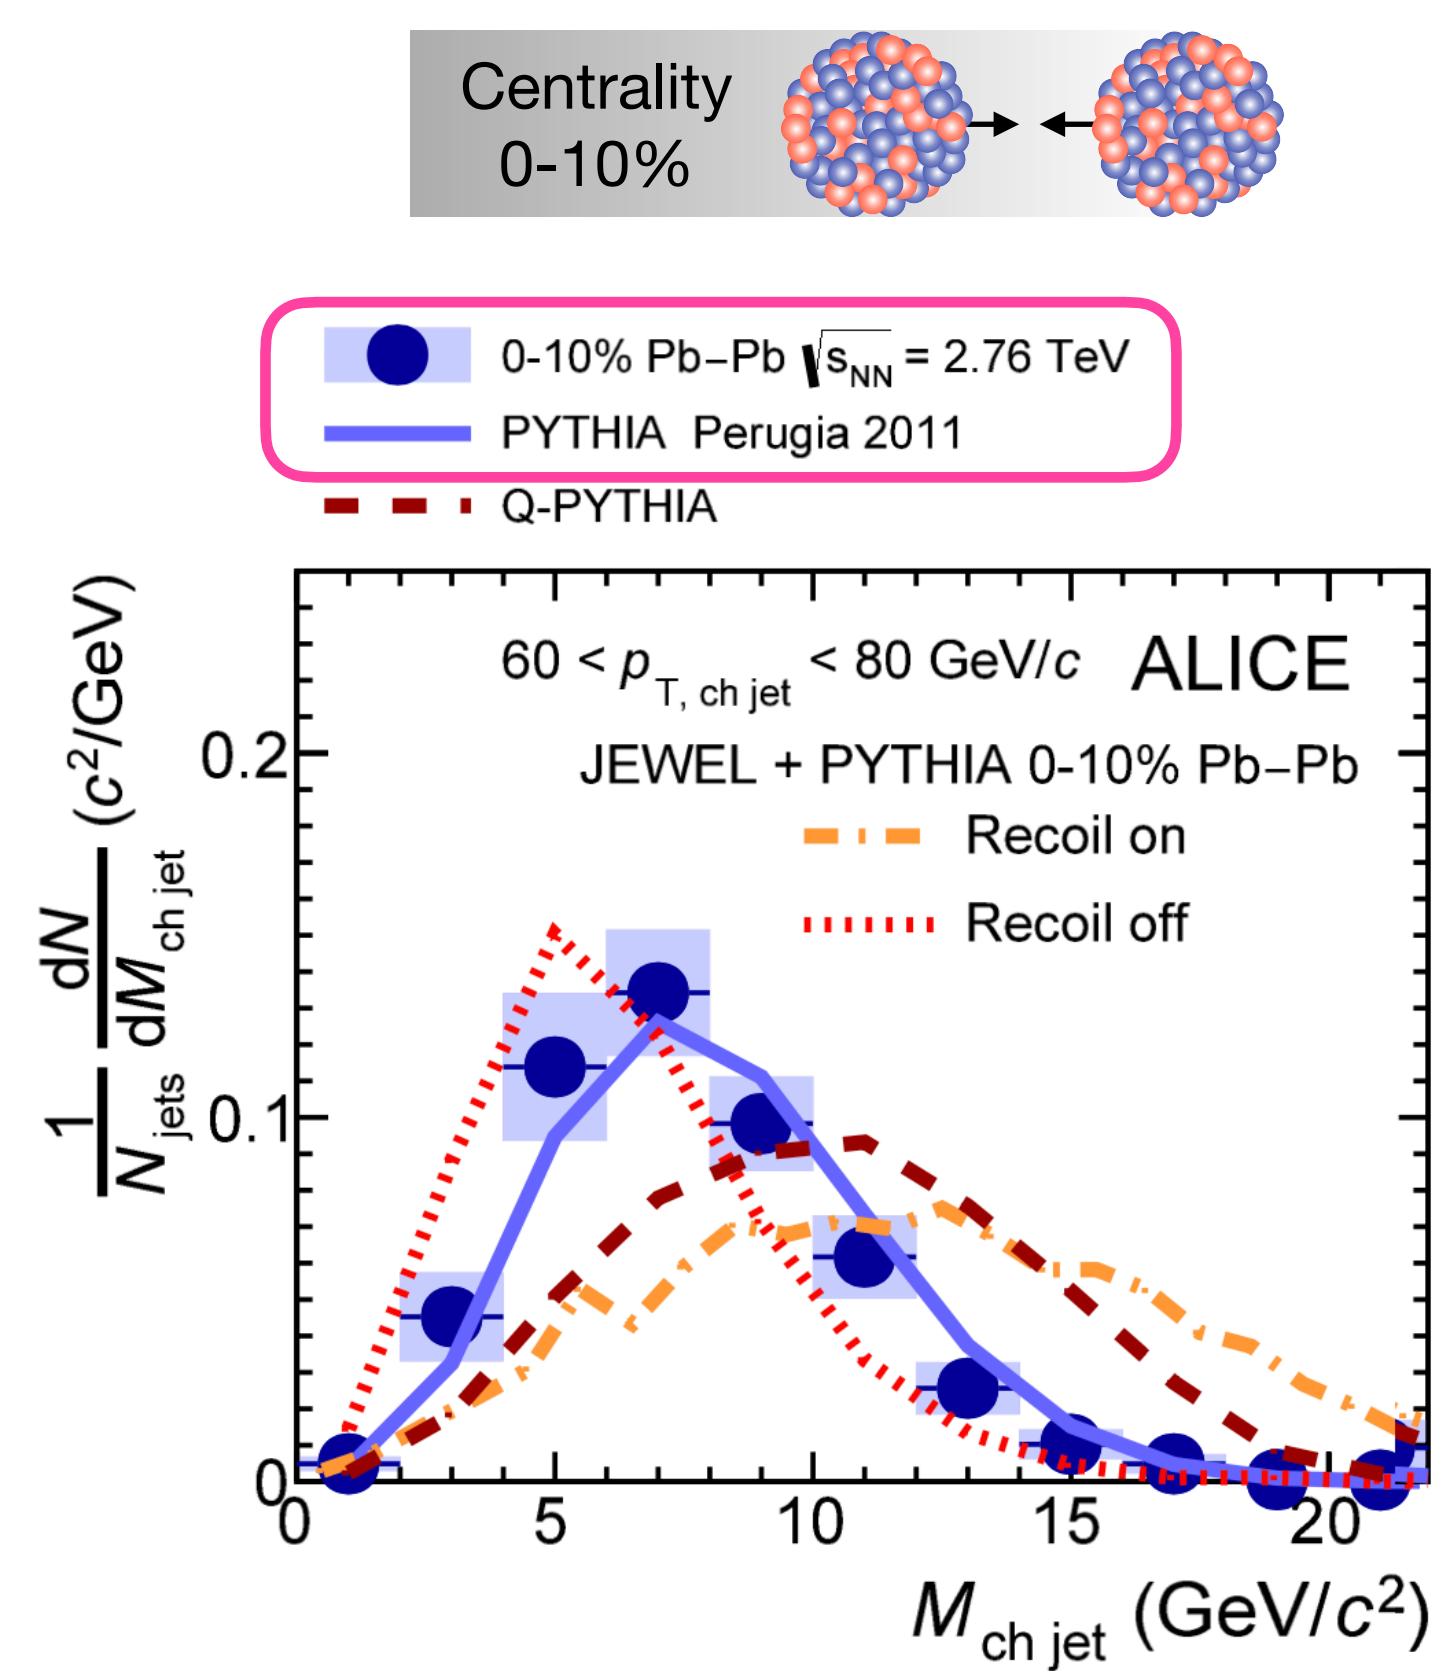 Centrality
0-10%
0-10% Pb−Pb √sNN = 2.76 TeV
PYTHIA Perugia 2011
Q-PYTHIA
60 < pT, ch jet < 80 GeV/c ALICE
JEWEL + PYTHIA 0-10% Pb−Pb
Recoil on
Recoil off
1/Njets dN/dMch jet (c²/GeV)
0.2
0.1
0
0 5 10 15 20
Mch jet (GeV/c²)